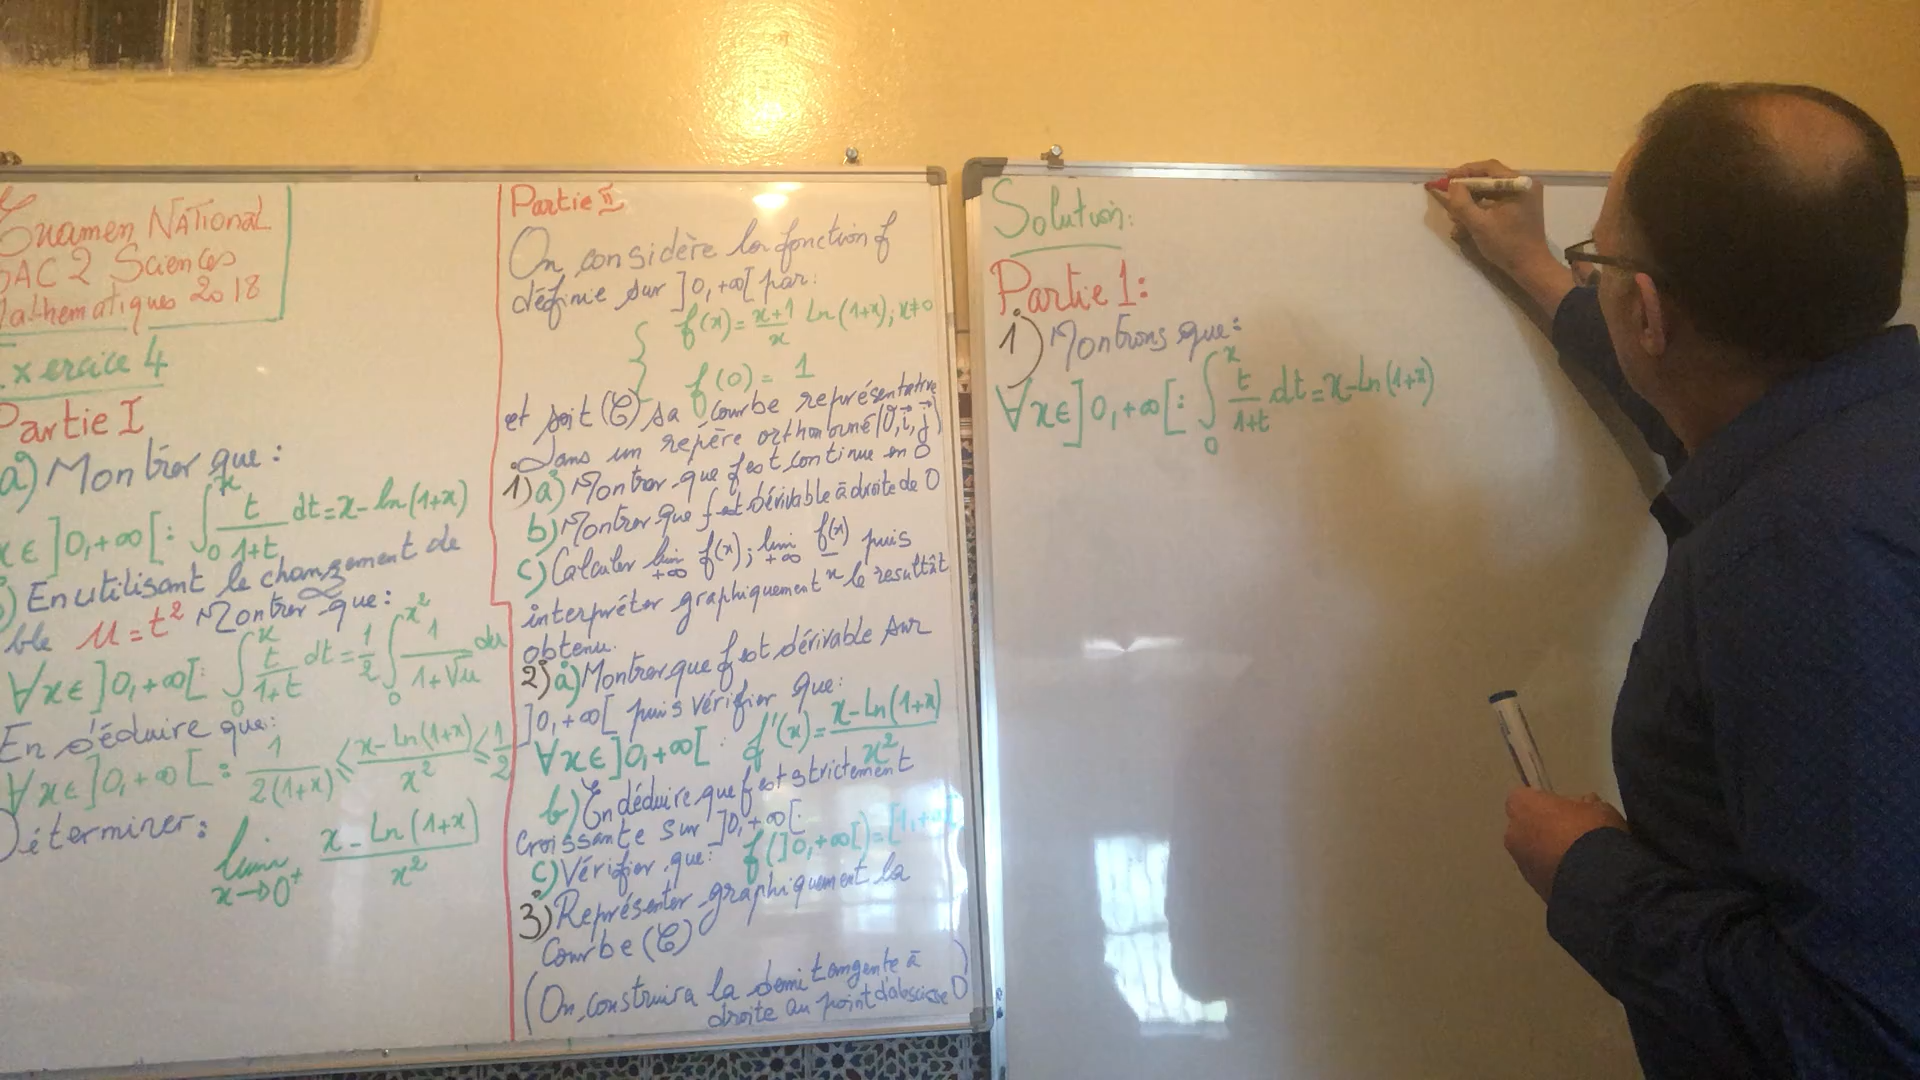 Examen National
BAC 2 Sciences
Mathematiques 2018
Exercice 4
Partie I
a) Montrer que :
x ∈ ]0,+∞[ : ∫₀ˣ t/(1+t) dt = x - ln(1+x)
) En utilisant le changement de
ble u = t² Montrer que :
∀x ∈ ]0,+∞[ : ∫₀ˣ t/(1+t) dt = 1/2 ∫₀^(x²) 1/(1+√u) du
En déduire que :
∀x ∈ ]0,+∞[ : 1/(2(1+x)) ≤ (x - ln(1+x))/x² ≤ 1/2
Déterminer :
lim x→0⁺ (x - Ln(1+x))/x²
Partie II
On considère la fonction f
définie sur ]0,+∞[ par :
{ f(x) = (x+1)/x Ln(1+x) ; x≠0
f(0) = 1
et soit (C) sa courbe représentative
Dans un repère orthonormé (O,i⃗,j⃗)
1) a) Montrer que f est continue en 0
b) Montrer que f est dérivable à droite de 0
c) Calculer lim +∞ f(x) ; lim +∞ f(x)/x puis
interpréter graphiquement le resultât
obtenu.
2) a) Montrer que f est dérivable sur
]0,+∞[ puis vérifier que :
∀x ∈ ]0,+∞[ : f'(x) = (x - Ln(1+x))/x²
b) En déduire que f est strictement
croissante sur ]0,+∞[.
c) Vérifier que : f(]0,+∞[) = [1,+∞[
3) Représenter graphiquement la
Courbe (C)
(On construira la demi tangente à
droite au point d'abscisse 0)
Solution :
Partie 1 :
1) Montrons que :
∀x ∈ ]0,+∞[ : ∫₀ˣ t/(1+t) dt = x - Ln(1+x)